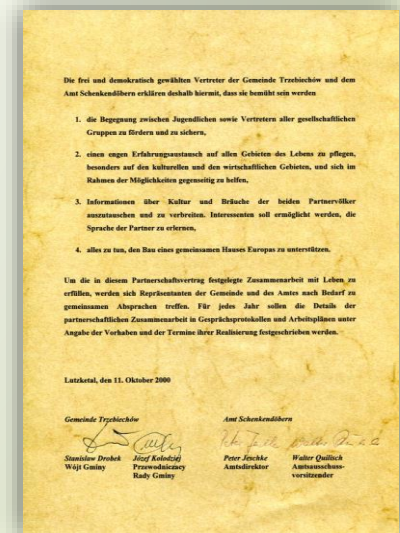 Die frei und demokratisch gewählten Vertreter der Gemeinde Trzebiechów und dem
Amt Schenkendöbern erklären deshalb hiermit, dass sie bemüht sein werden
1. die Begegnung zwischen Jugendlichen sowie Vertretern aller gesellschaftlichen
Gruppen zu fördern und zu sichern,
2. einen engen Erfahrungsaustausch auf allen Gebieten des Lebens zu pflegen,
besonders auf den kulturellen und den wirtschaftlichen Gebieten, und sich im
Rahmen der Möglichkeiten gegenseitig zu helfen,
3. Informationen über Kultur und Bräuche der beiden Partnervölker
auszutauschen und zu verbreiten. Interessenten soll ermöglicht werden, die
Sprache der Partner zu erlernen,
4. alles zu tun, den Bau eines gemeinsamen Hauses Europas zu unterstützen.
Um die in diesem Partnerschaftsvertrag festgelegte Zusammenarbeit mit Leben zu
erfüllen, werden sich Repräsentanten der Gemeinde und des Amtes nach Bedarf zu
gemeinsamen Absprachen treffen. Für jedes Jahr sollen die Details der
partnerschaftlichen Zusammenarbeit in Gesprächsprotokollen und Arbeitsplänen unter
Angabe der Vorhaben und der Termine ihrer Realisierung festgeschrieben werden.
Lutzketal, den 11. Oktober 2000
Gemeinde Trzebiechów Amt Schenkendöbern
Stanisław Drobek Józef Kołodziej Peter Jeschke Walter Quilisch
Wójt Gminy Przewodniczacy Amtsdirektor Amtsausschuss-
Rady Gminy vorsitzender